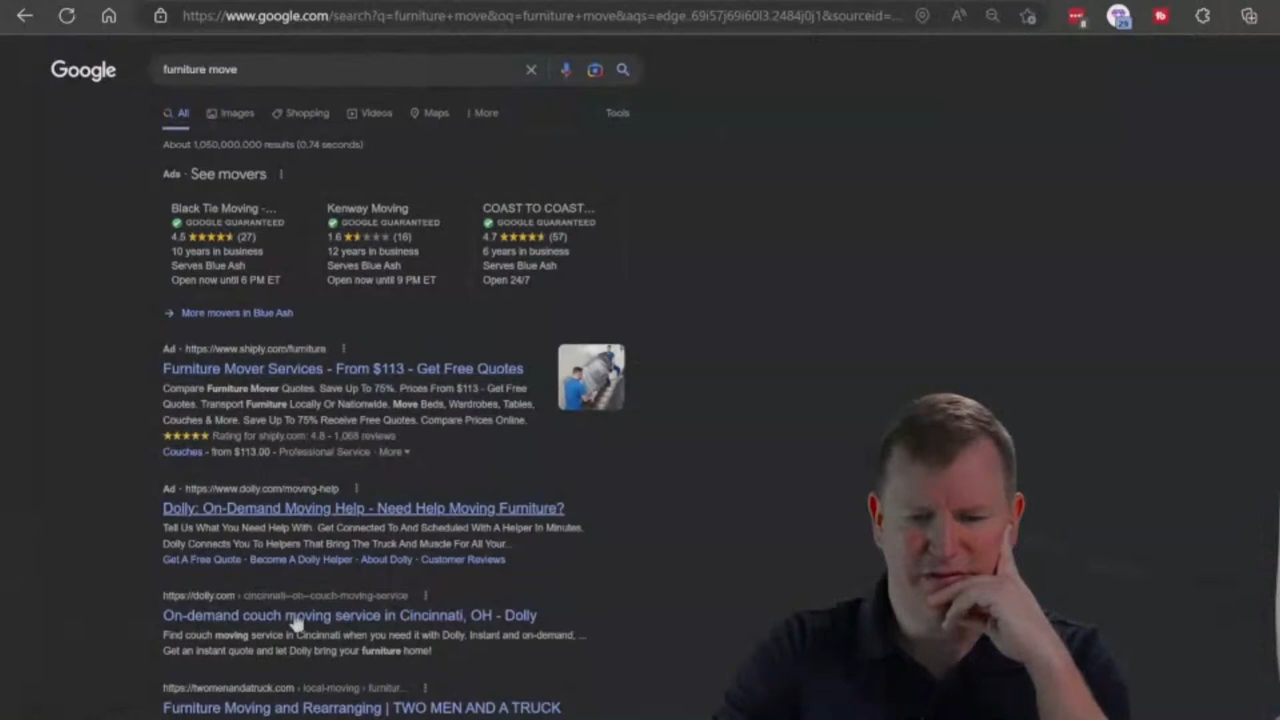 https://www.google.com/search?q=furniture+move&oq=furniture+move&aqs=edge..69i57j69i60l3.2484j0j1&sourceid=...
8
29
Google
furniture move
All Images Shopping Videos Maps More Tools
About 1,050,000,000 results (0.74 seconds)
Ads · See movers
Black Tie Moving -... Kenway Moving COAST TO COAST...
GOOGLE GUARANTEED GOOGLE GUARANTEED GOOGLE GUARANTEED
4.5 (27) 1.6 (16) 4.7 (57)
10 years in business 12 years in business 6 years in business
Serves Blue Ash Serves Blue Ash Serves Blue Ash
Open now until 6 PM ET Open now until 9 PM ET Open 24/7
More movers in Blue Ash
Ad · https://www.shiply.com/furniture
Furniture Mover Services - From $113 - Get Free Quotes
Compare Furniture Mover Quotes. Save Up To 75%. Prices From $113 - Get Free
Quotes. Transport Furniture Locally Or Nationwide. Move Beds, Wardrobes, Tables,
Couches & More. Save Up To 75% Receive Free Quotes. Compare Prices Online.
Rating for shiply.com: 4.8 - 1,068 reviews
Couches - from $113.00 - Professional Service · More
Ad · https://www.dolly.com/moving-help
Dolly: On-Demand Moving Help - Need Help Moving Furniture?
Tell Us What You Need Help With. Get Connected To And Scheduled With A Helper In Minutes.
Dolly Connects You To Helpers That Bring The Truck And Muscle For All Your...
Get A Free Quote · Become A Dolly Helper · About Dolly · Customer Reviews
https://dolly.com › cincinnati--oh--couch-moving-service
On-demand couch moving service in Cincinnati, OH - Dolly
Find couch moving service in Cincinnati when you need it with Dolly. Instant and on-demand, ...
Get an instant quote and let Dolly bring your furniture home!
https://twomenandatruck.com › local-moving › furnitur...
Furniture Moving and Rearranging | TWO MEN AND A TRUCK